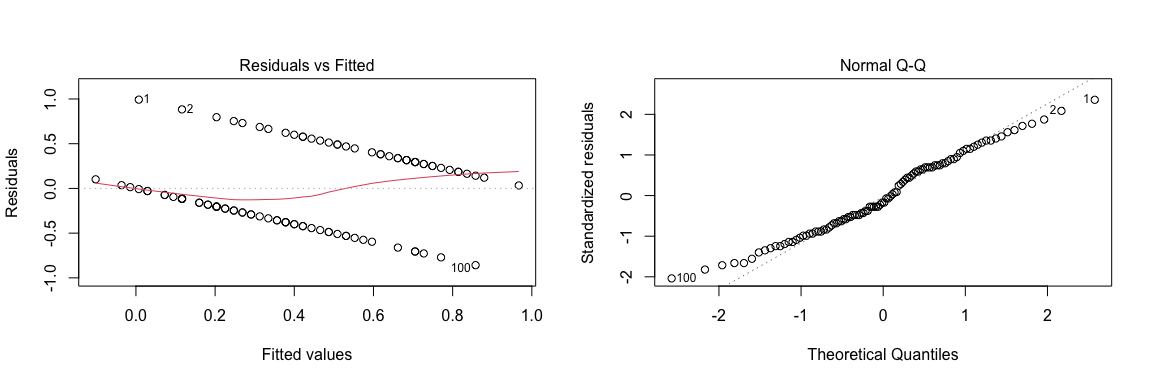 Residuals vs Fitted
Residuals
1.0
0.5
0.0
-0.5
-1.0
1
2
100
0.0 0.2 0.4 0.6 0.8 1.0
Fitted values
Normal Q-Q
Standardized residuals
2
1
0
-1
-2
1
2
100
-2 -1 0 1 2
Theoretical Quantiles